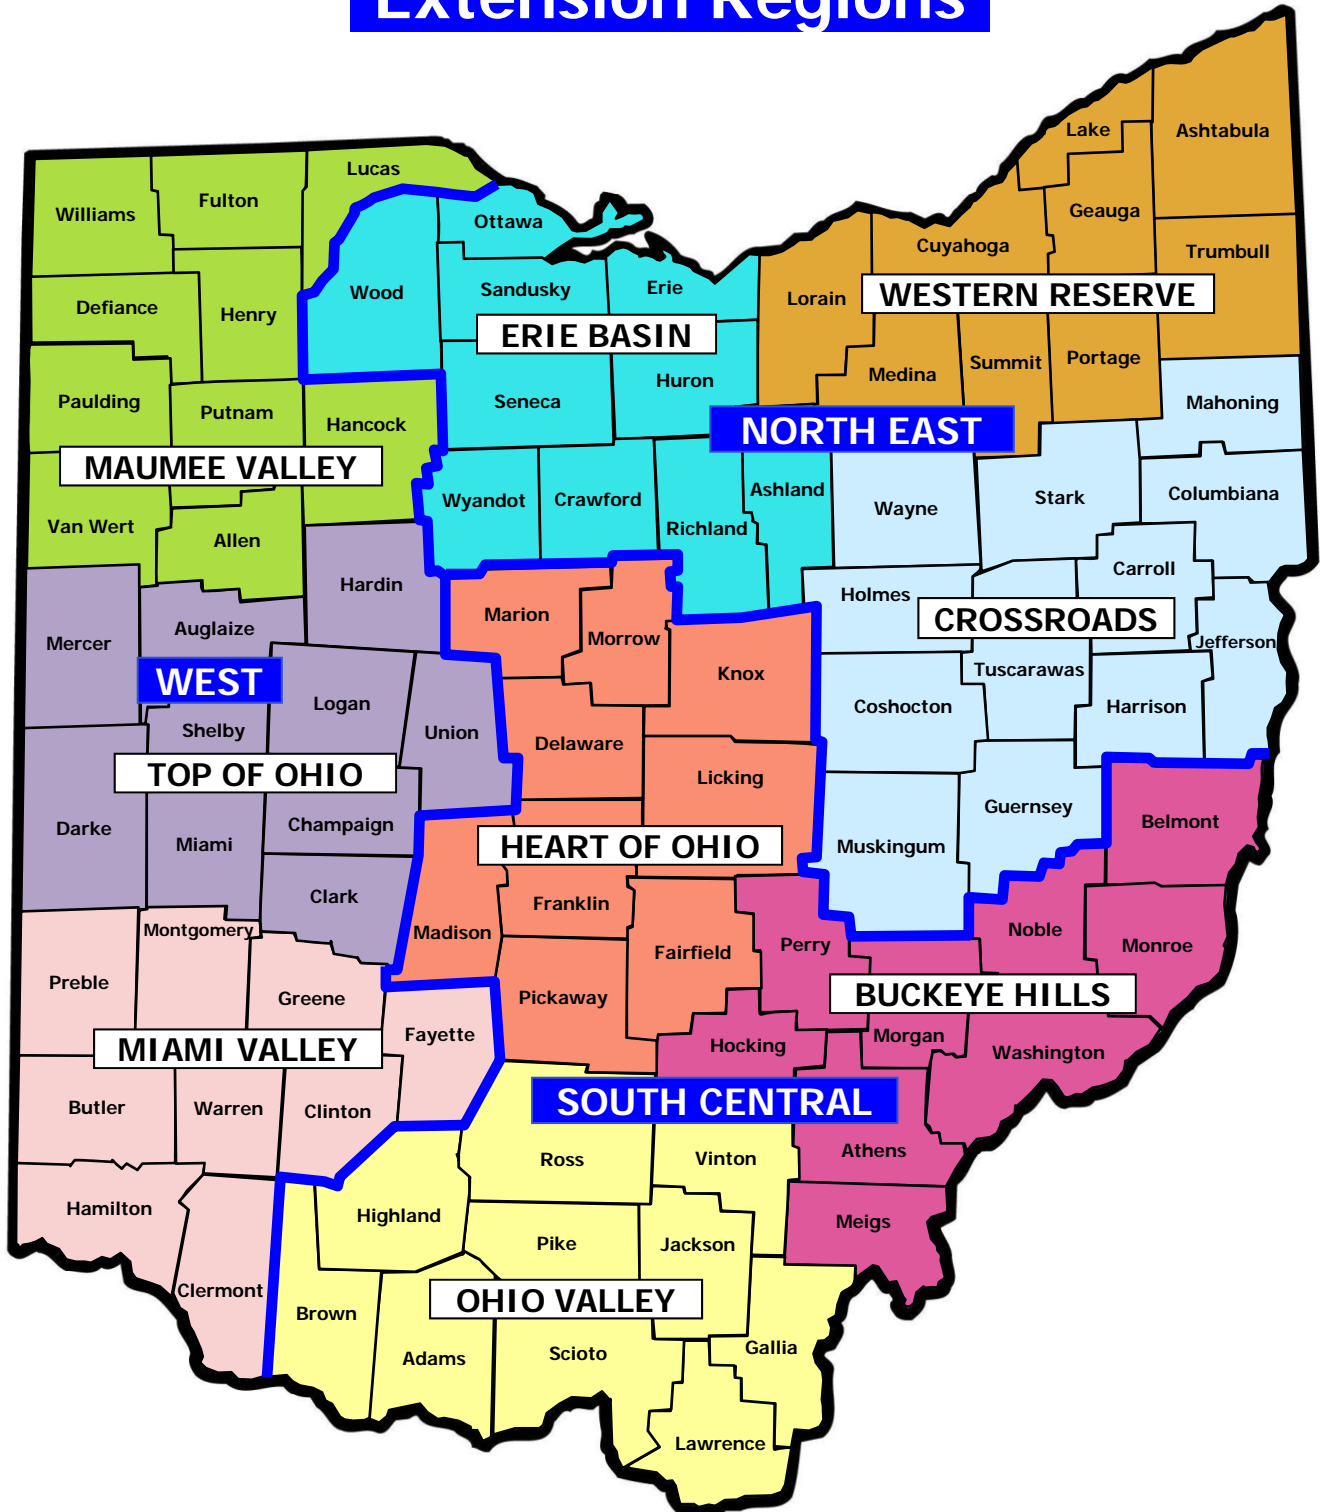 Extension Regions
Lake
Ashtabula
Lucas
Williams
Fulton
Geauga
Ottawa
Cuyahoga
Trumbull
Wood
Sandusky
Erie
Lorain
WESTERN RESERVE
Defiance
Henry
ERIE BASIN
Summit
Portage
Medina
Huron
Paulding
Putnam
Seneca
Mahoning
Hancock
NORTH EAST
MAUMEE VALLEY
Ashland
Columbiana
Wyandot
Crawford
Stark
Wayne
Van Wert
Richland
Allen
Carroll
Hardin
Holmes
Marion
CROSSROADS
Auglaize
Morrow
Mercer
Jefferson
Tuscarawas
Knox
WEST
Logan
Coshocton
Harrison
Shelby
Union
Delaware
TOP OF OHIO
Licking
Guernsey
Belmont
Darke
Champaign
Miami
HEART OF OHIO
Muskingum
Clark
Franklin
Montgomery
Madison
Noble
Perry
Monroe
Fairfield
Preble
Greene
Pickaway
BUCKEYE HILLS
Fayette
Morgan
MIAMI VALLEY
Hocking
Washington
Butler
Warren
Clinton
SOUTH CENTRAL
Athens
Ross
Vinton
Hamilton
Highland
Meigs
Pike
Jackson
Clermont
OHIO VALLEY
Brown
Gallia
Adams
Scioto
Lawrence